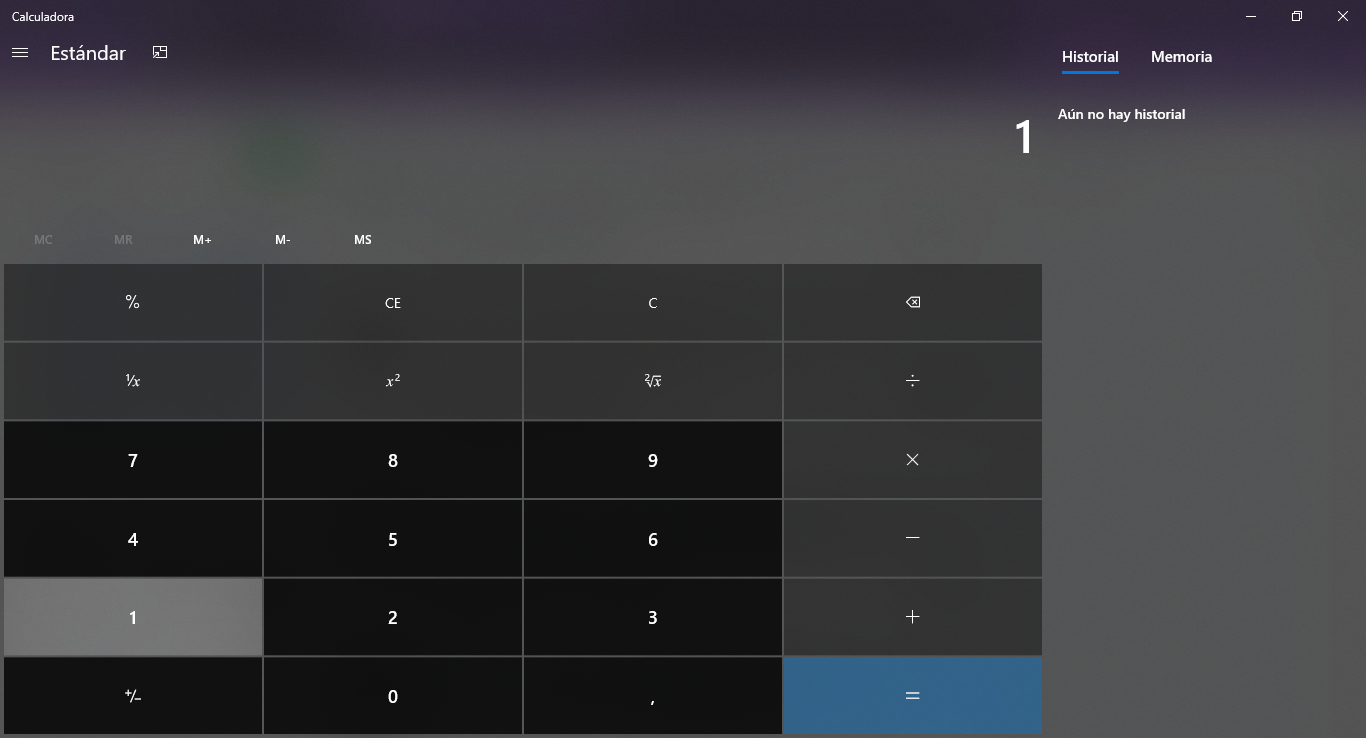 Calculadora
Estándar
Historial Memoria
Aún no hay historial
1
MC MR M+ M- MS
% CE C
¹/x x² ²√x ÷
7 8 9 ×
4 5 6 −
1 2 3 +
+/− 0 , =